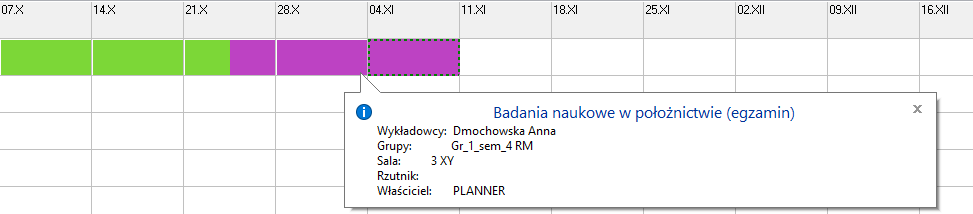 07.X 14.X 21.X 28.X 04.XI 11.XI 18.XI 25.XI 02.XII 09.XII 16.XII
Badania naukowe w położnictwie (egzamin)
Wykładowcy: Dmochowska Anna
Grupy: Gr_1_sem_4 RM
Sala: 3 XY
Rzutnik:
Właściciel: PLANNER